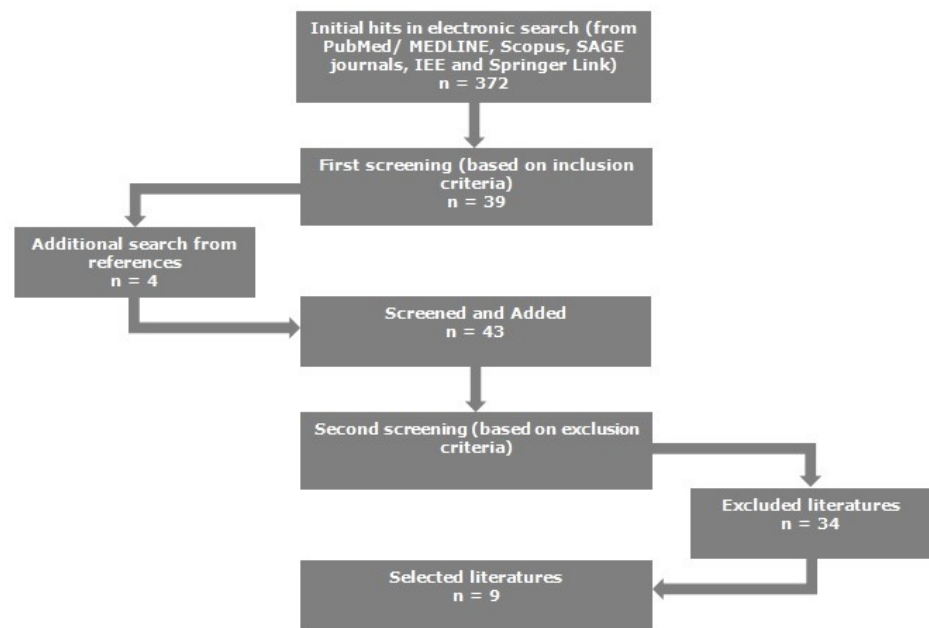 Initial hits in electronic search (from
PubMed/ MEDLINE, Scopus, SAGE
journals, IEE and Springer Link)
n = 372
First screening (based on inclusion
criteria)
n = 39
Additional search from
references
n = 4
Screened and Added
n = 43
Second screening (based on exclusion
criteria)
Excluded literatures
n = 34
Selected literatures
n = 9